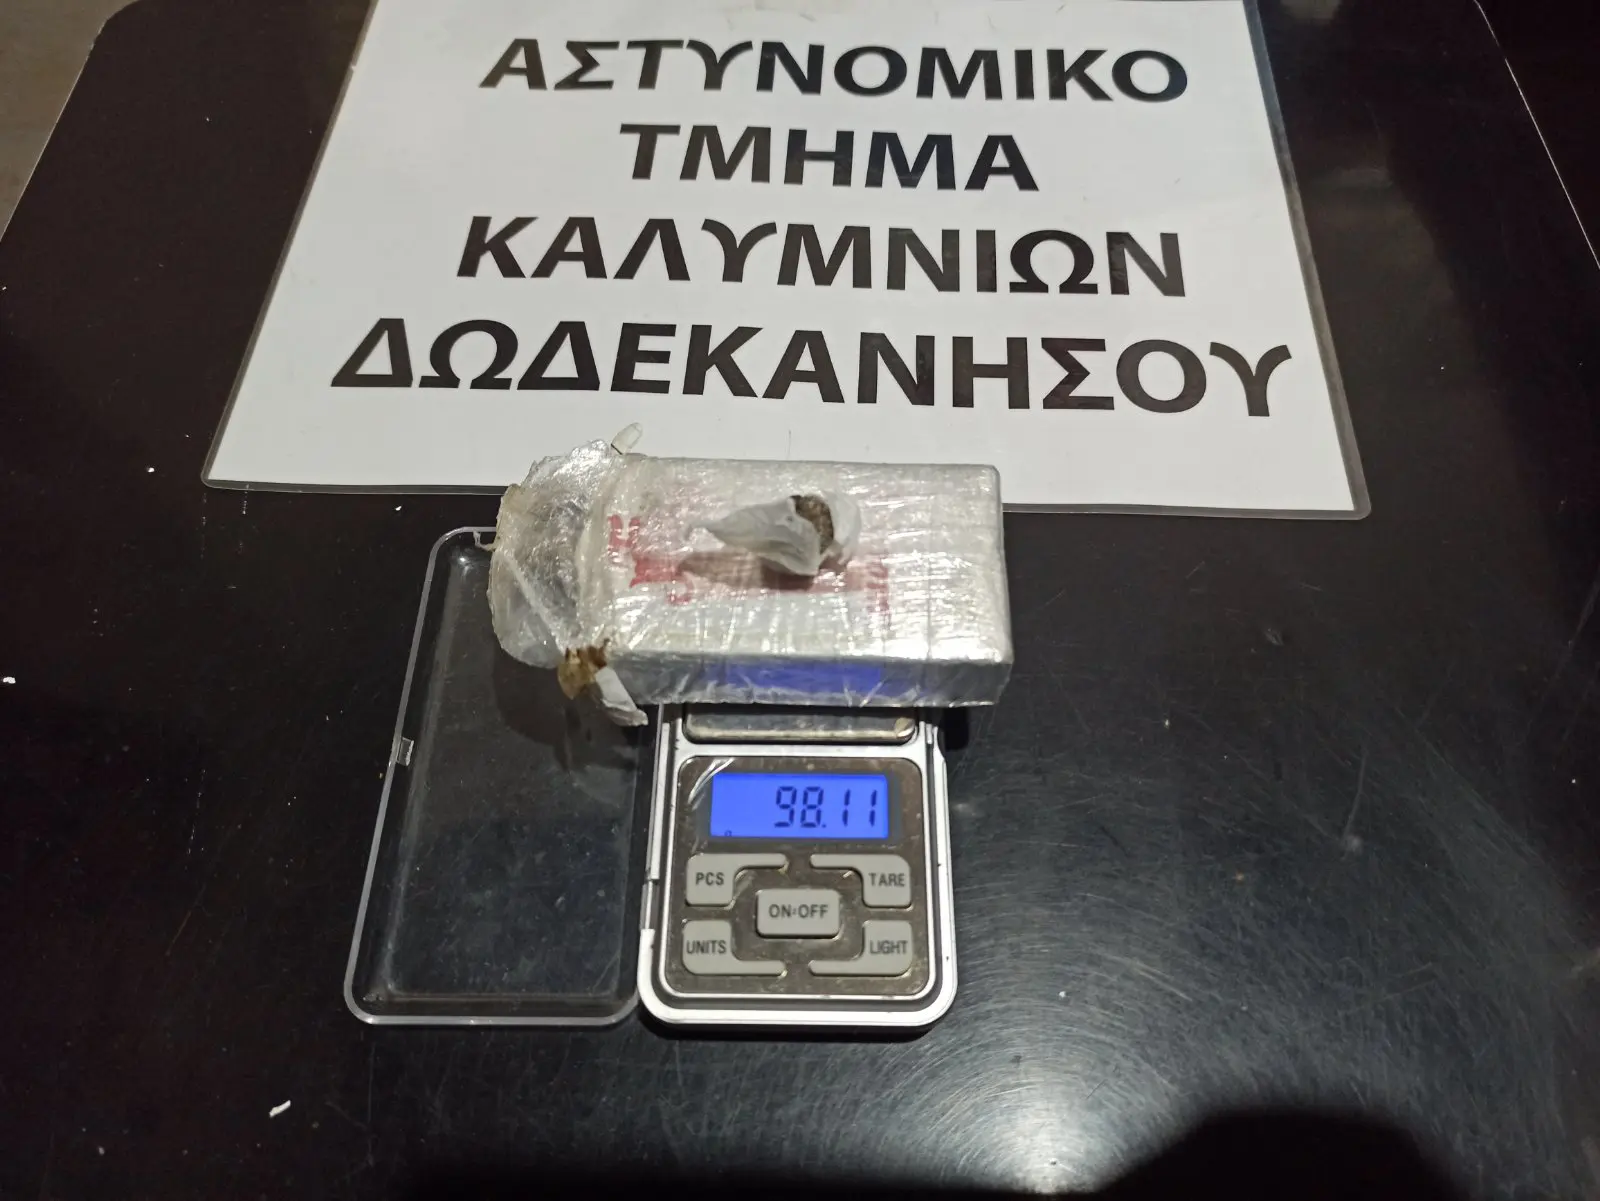 ΑΣΤΥΝΟΜΙΚΟ
ΤΜΗΜΑ
ΚΑΛΥΜΝΙΩΝ
ΔΩΔΕΚΑΝΗΣΟΥ
98.11
PCS
TARE
ON:OFF
UNITS
LIGHT